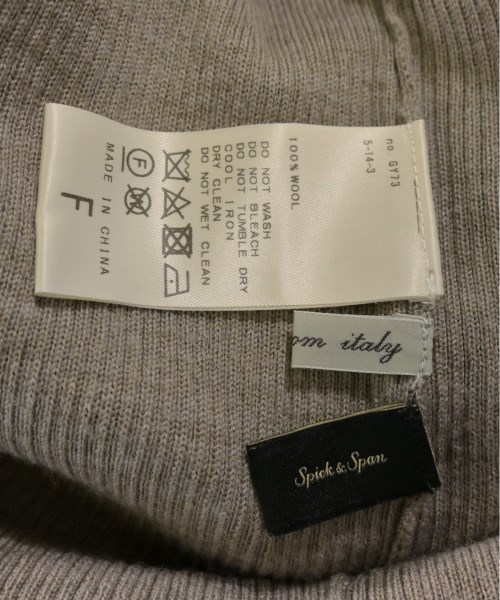 no GY73
5-14-3
100% WOOL
DO NOT WASH
DO NOT BLEACH
DO NOT TUMBLE DRY
COOL IRON
DRY CLEAN
DO NOT WET CLEAN
F
W
MADE IN CHINA
F
om italy
Spick & Span